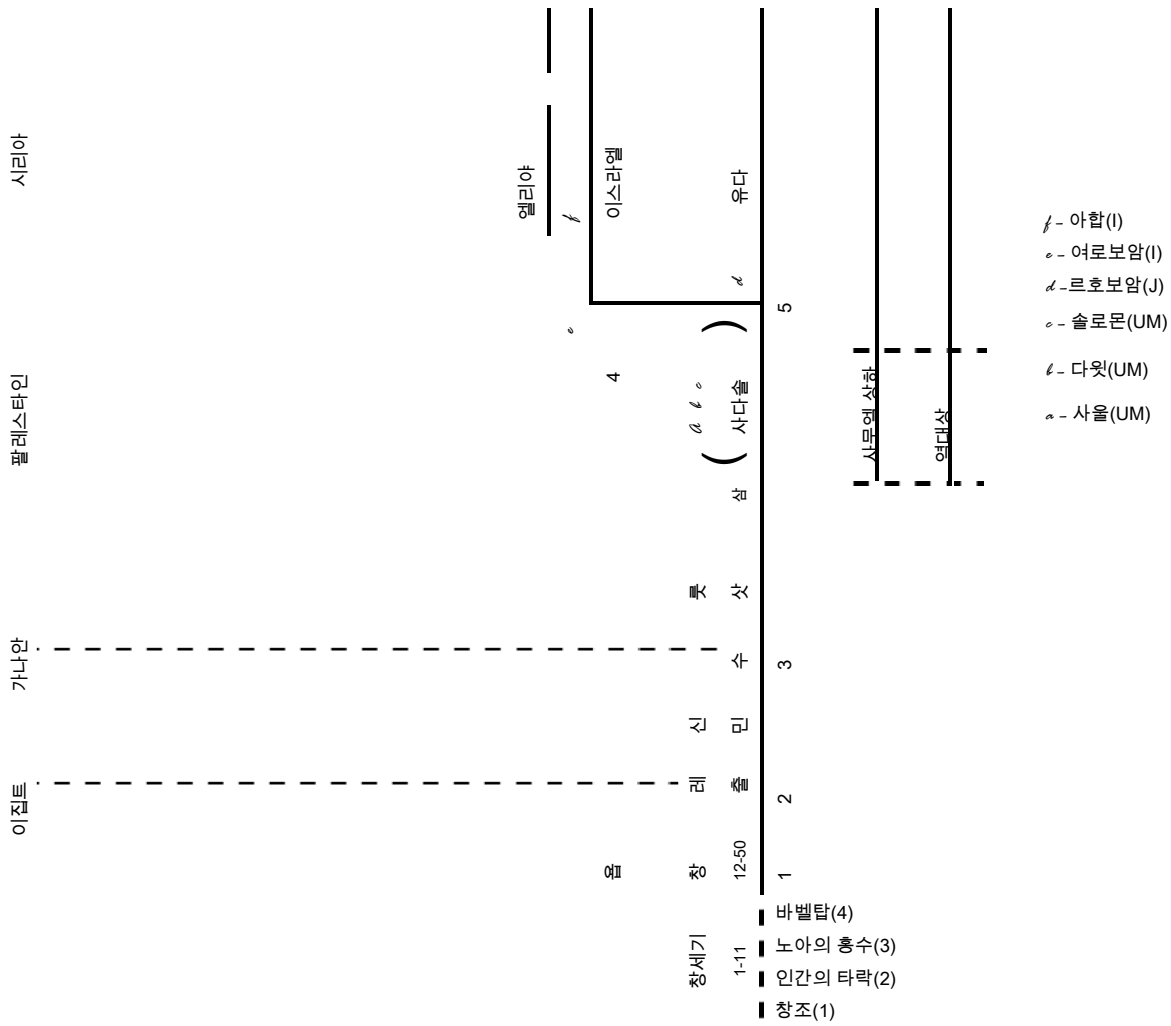 이집트
가나안
팔레스타인
시리아
엘리야
f
이스라엘
유다
e
d
4
( a b c )
( 사다솔 )
5
욥
창 레 신 룻
12-50 출 민 수 삿 삼
1 2 3
창세기
1-11
바벨탑(4)
노아의 홍수(3)
인간의 타락(2)
창조(1)
사무엘 상하
역대상
f - 아합(I)
e - 여로보암(I)
d -르호보암(J)
c - 솔로몬(UM)
b - 다윗(UM)
a - 사울(UM)